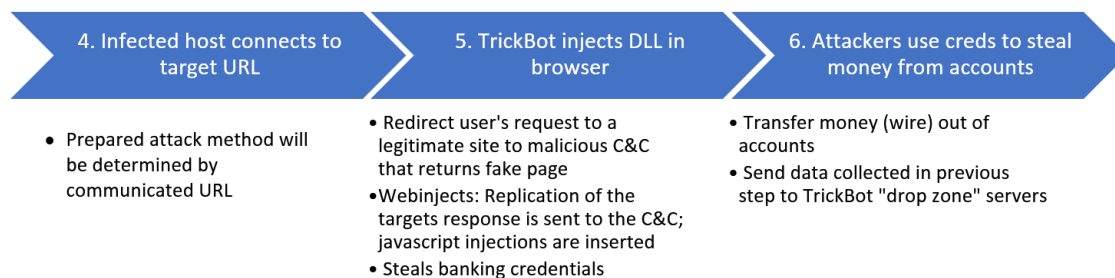 4. Infected host connects to
target URL
5. TrickBot injects DLL in
browser
6. Attackers use creds to steal
money from accounts
• Prepared attack method will
be determined by
communicated URL
• Redirect user's request to a
legitimate site to malicious C&C
that returns fake page
•Webinjects: Replication of the
targets response is sent to the C&C;
javascript injections are inserted
• Steals banking credentials
• Transfer money (wire) out of
accounts
• Send data collected in previous
step to TrickBot "drop zone" servers